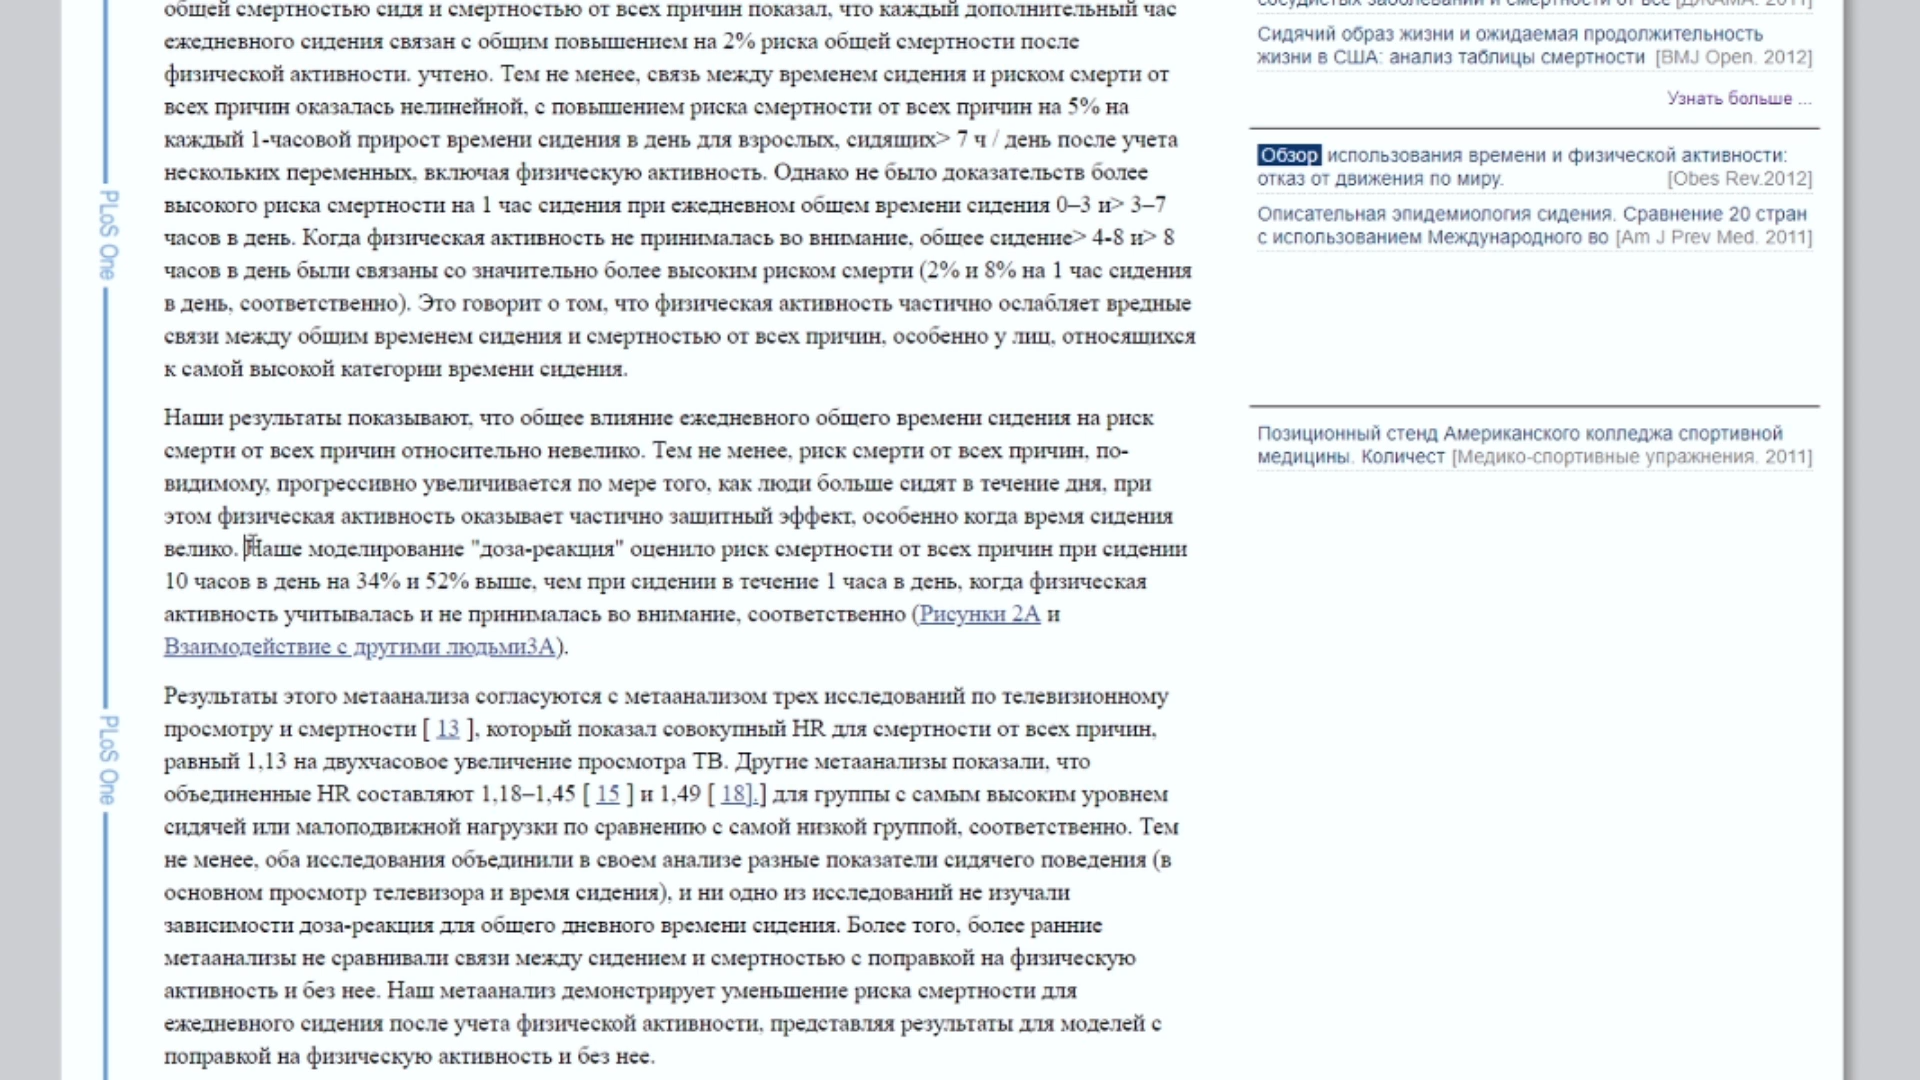 общей смертностью сидя и смертностью от всех причин показал, что каждый дополнительный час
ежедневного сидения связан с общим повышением на 2% риска общей смертности после
физической активности. учтено. Тем не менее, связь между временем сидения и риском смерти от
всех причин оказалась нелинейной, с повышением риска смертности от всех причин на 5% на
каждый 1-часовой прирост времени сидения в день для взрослых, сидящих> 7 ч / день после учета
нескольких переменных, включая физическую активность. Однако не было доказательств более
высокого риска смертности на 1 час сидения при ежедневном общем времени сидения 0–3 и> 3–7
часов в день. Когда физическая активность не принималась во внимание, общее сидение> 4-8 и> 8
часов в день были связаны со значительно более высоким риском смерти (2% и 8% на 1 час сидения
в день, соответственно). Это говорит о том, что физическая активность частично ослабляет вредные
связи между общим временем сидения и смертностью от всех причин, особенно у лиц, относящихся
к самой высокой категории времени сидения.
Наши результаты показывают, что общее влияние ежедневного общего времени сидения на риск
смерти от всех причин относительно невелико. Тем не менее, риск смерти от всех причин, по-
видимому, прогрессивно увеличивается по мере того, как люди больше сидят в течение дня, при
этом физическая активность оказывает частично защитный эффект, особенно когда время сидения
велико. Наше моделирование "доза-реакция" оценило риск смертности от всех причин при сидении
10 часов в день на 34% и 52% выше, чем при сидении в течение 1 часа в день, когда физическая
активность учитывалась и не принималась во внимание, соответственно (Рисунки 2А и
Взаимодействие с другими людьми3А).
Результаты этого метаанализа согласуются с метаанализом трех исследований по телевизионному
просмотру и смертности [ 13 ], который показал совокупный HR для смертности от всех причин,
равный 1,13 на двухчасовое увеличение просмотра ТВ. Другие метаанализы показали, что
объединенные HR составляют 1,18–1,45 [ 15 ] и 1,49 [ 18].] для группы с самым высоким уровнем
сидячей или малоподвижной нагрузки по сравнению с самой низкой группой, соответственно. Тем
не менее, оба исследования объединили в своем анализе разные показатели сидячего поведения (в
основном просмотр телевизора и время сидения), и ни одно из исследований не изучали
зависимости доза-реакция для общего дневного времени сидения. Более того, более ранние
метаанализы не сравнивали связи между сидением и смертностью с поправкой на физическую
активность и без нее. Наш метаанализ демонстрирует уменьшение риска смертности для
ежедневного сидения после учета физической активности, представляя результаты для моделей с
поправкой на физическую активность и без нее.
сосудистых заболеваний и смертности от все [ДЖАМА. 2011]
Сидячий образ жизни и ожидаемая продолжительность
жизни в США: анализ таблицы смертности [BMJ Open. 2012]
Узнать больше ...
Обзор использования времени и физической активности:
отказ от движения по миру. [Obes Rev.2012]
Описательная эпидемиология сидения. Сравнение 20 стран
с использованием Международного во [Am J Prev Med. 2011]
Позиционный стенд Американского колледжа спортивной
медицины. Количест [Медико-спортивные упражнения. 2011]
PLoS One
PLoS One